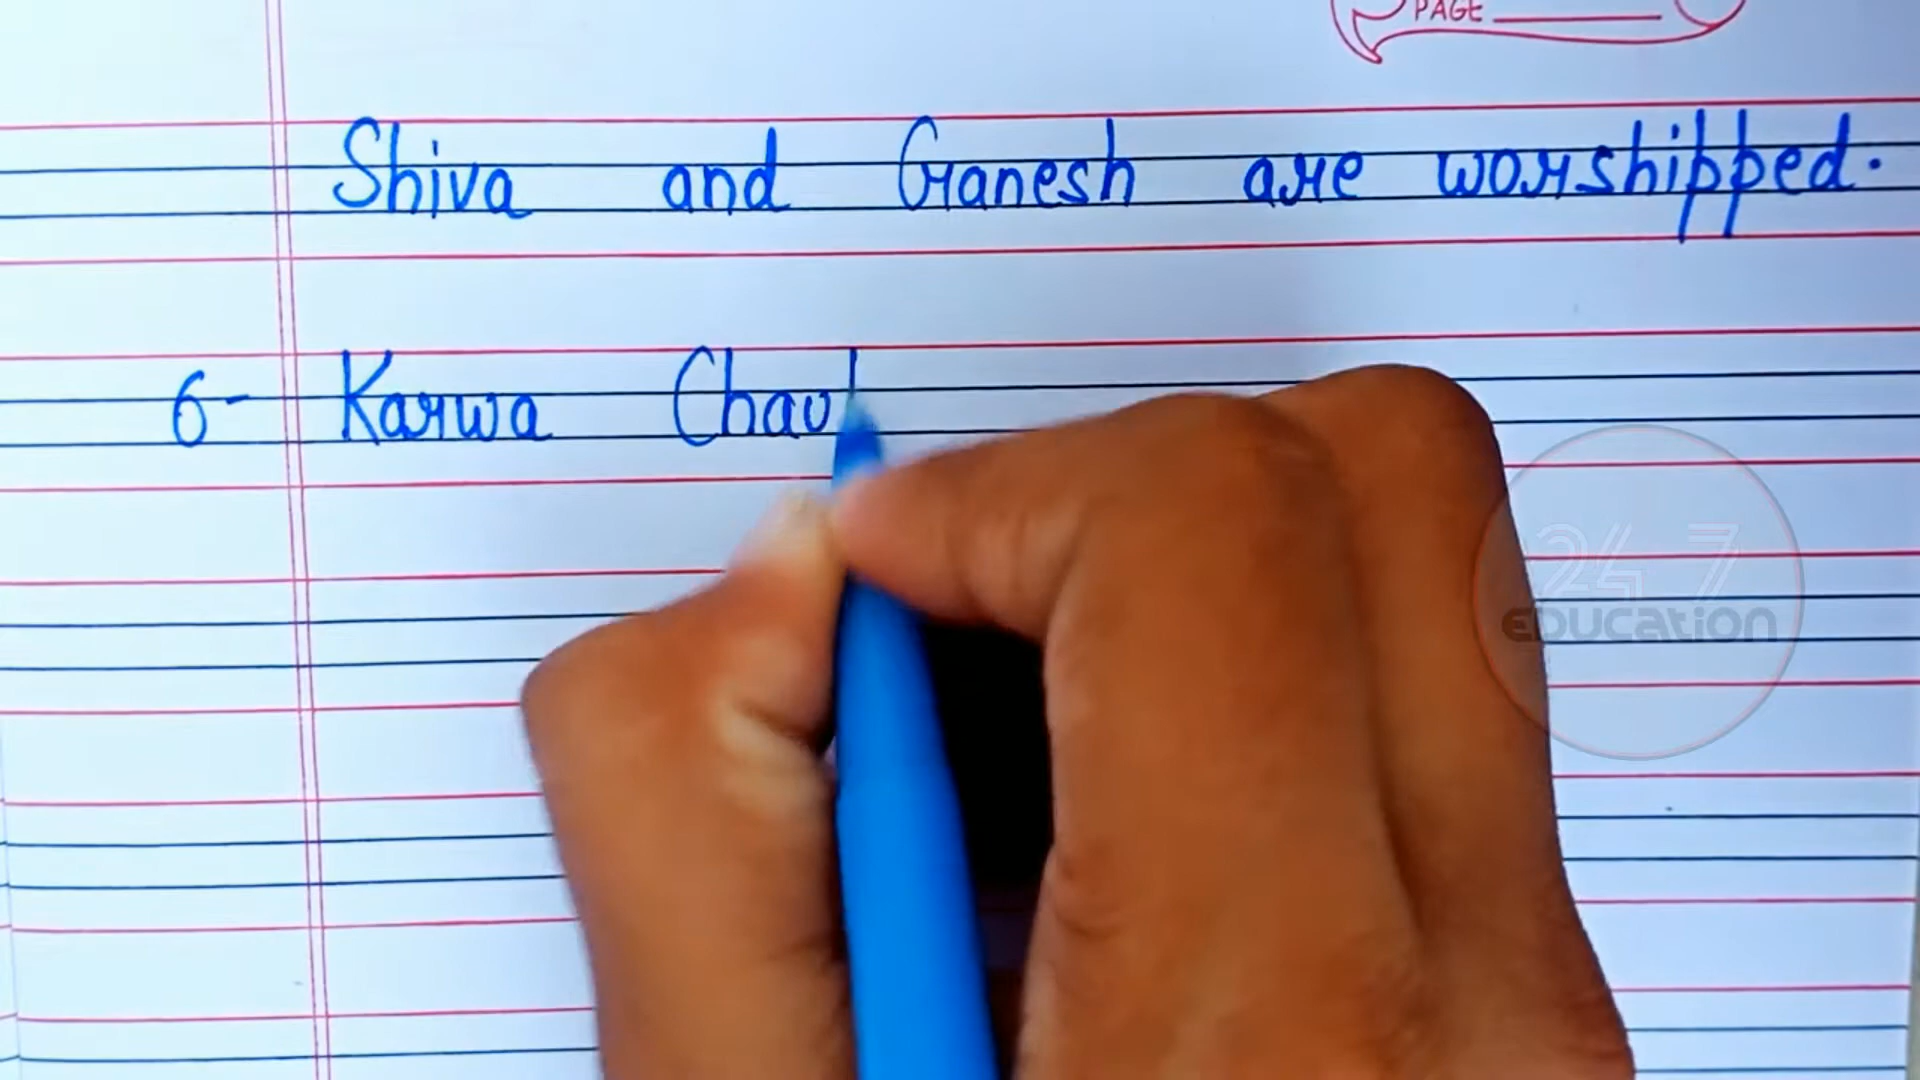 PAGE
Shiva and Ganesh are worshipped.
6- Karwa Chau
24 7
EDUCATION